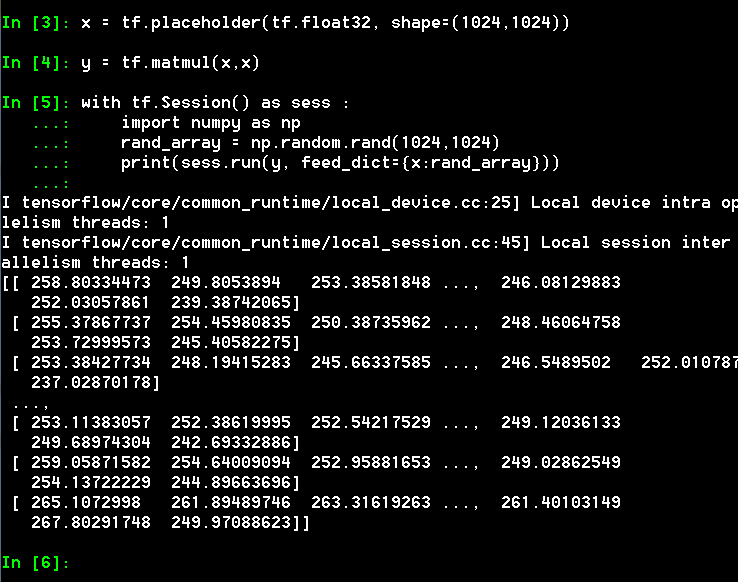 In [3]: x = tf.placeholder(tf.float32, shape=(1024,1024))
In [4]: y = tf.matmul(x,x)
In [5]: with tf.Session() as sess :
   ...:     import numpy as np
   ...:     rand_array = np.random.rand(1024,1024)
   ...:     print(sess.run(y, feed_dict={x:rand_array}))
   ...:
I tensorflow/core/common_runtime/local_device.cc:25] Local device intra op
lelism threads: 1
I tensorflow/core/common_runtime/local_session.cc:45] Local session inter
allelism threads: 1
[[ 258.80334473  249.8053894   253.38581848 ...,  246.08129883
   252.03057861  239.38742065]
 [ 255.37867737  254.45980835  250.38735962 ...,  248.46064758
   253.72999573  245.40582275]
 [ 253.38427734  248.19415283  245.66337585 ...,  246.5489502   252.010787
   237.02870178]
 ...,
 [ 253.11383057  252.38619995  252.54217529 ...,  249.12036133
   249.68974304  242.69332886]
 [ 259.05871582  254.64009094  252.95881653 ...,  249.02862549
   254.13722229  244.89663696]
 [ 265.1072998   261.89489746  263.31619263 ...,  261.40103149
   267.80291748  249.97088623]]
In [6]: